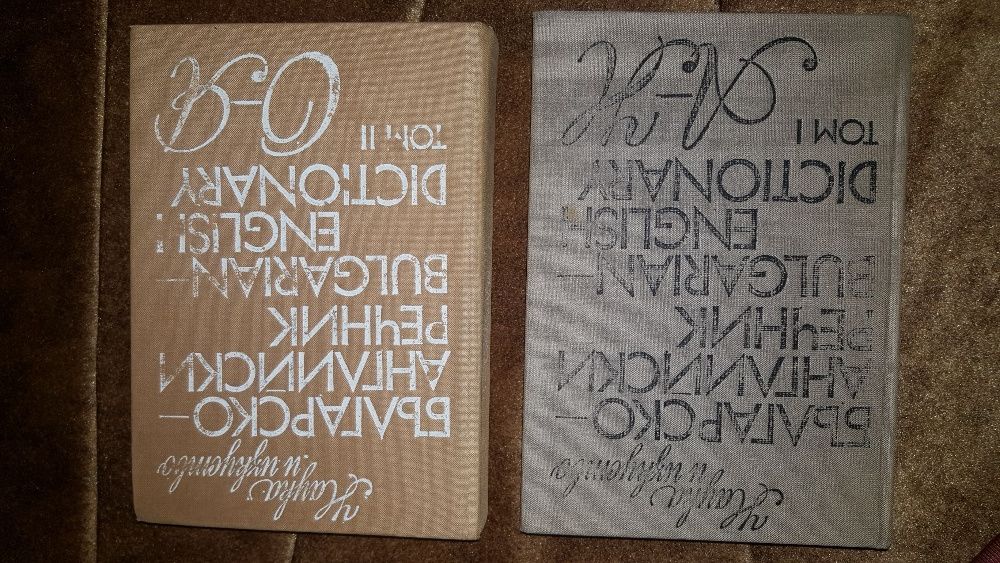 Наука
и изкуство
БЪЛГАРСКО–
АНГЛИЙСКИ
РЕЧНИК
BULGARIAN–
ENGLISH
DICTIONARY
ТОМ I
А–Н
Наука
и изкуство
БЪЛГАРСКО–
АНГЛИЙСКИ
РЕЧНИК
BULGARIAN–
ENGLISH
DICTIONARY
ТОМ II
О–Я